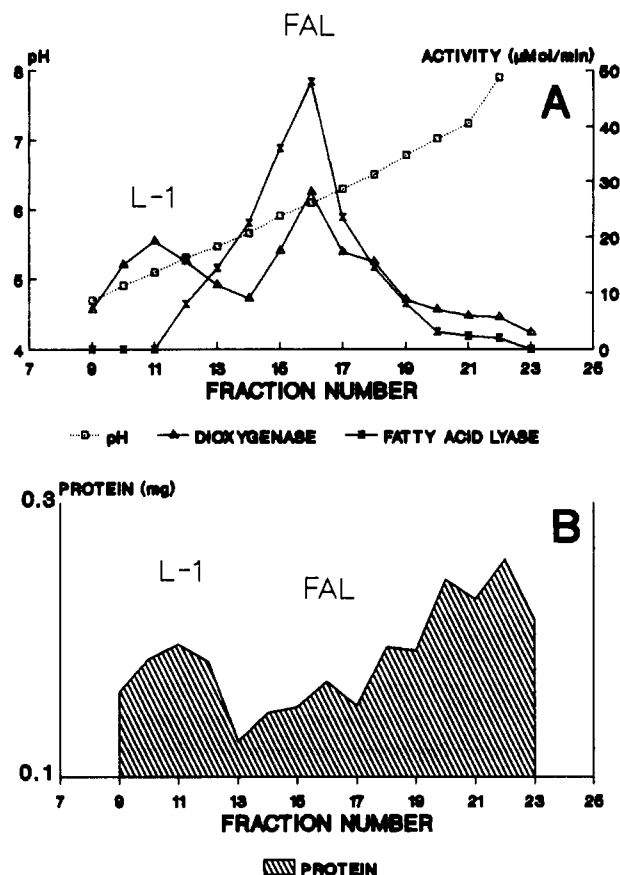 FAL
pH
ACTIVITY (µMol/min)
8
50
A
7
40
L-1
30
6
20
5
10
4
0
7 9 11 13 15 17 19 21 23 25
FRACTION NUMBER
pH DIOXYGENASE FATTY ACID LYASE
0.3
PROTEIN (mg)
B
L-1
FAL
0.1
7 9 11 13 15 17 19 21 23 25
FRACTION NUMBER
PROTEIN